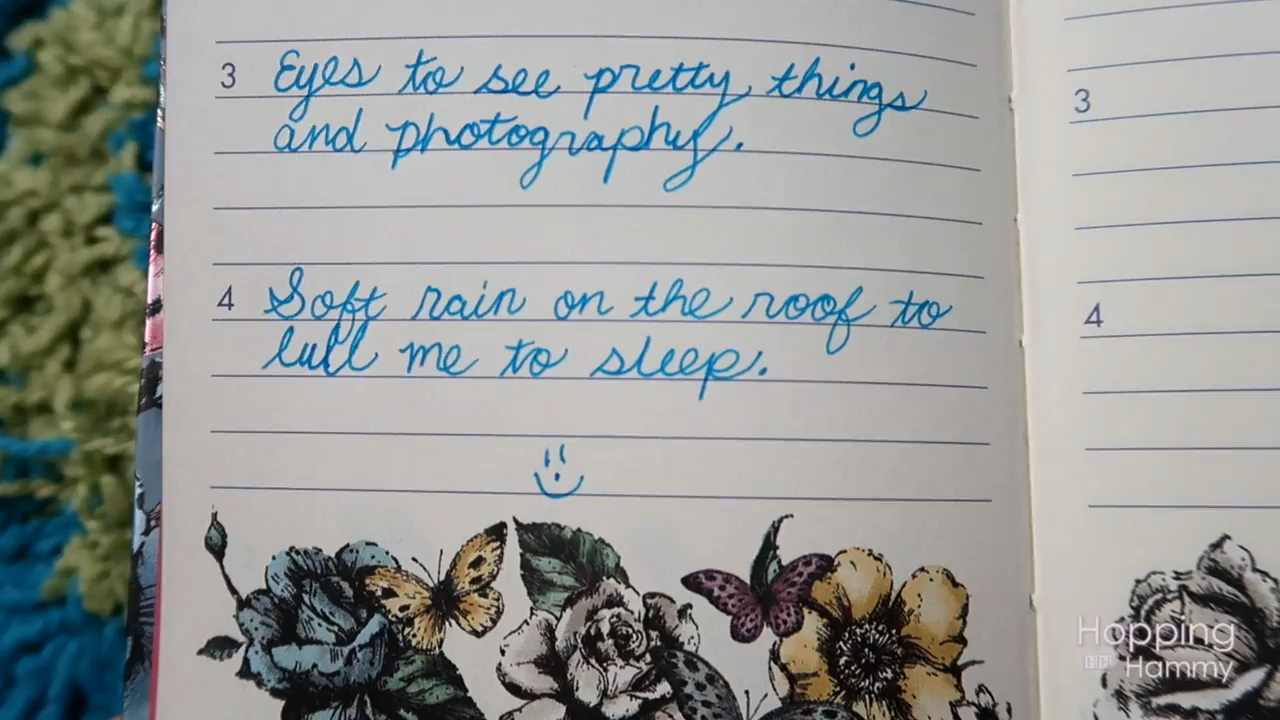 3 Eyes to see pretty things
and photography.
4 Soft rain on the roof to
lull me to sleep.
3
4
Hopping
HH Hammy